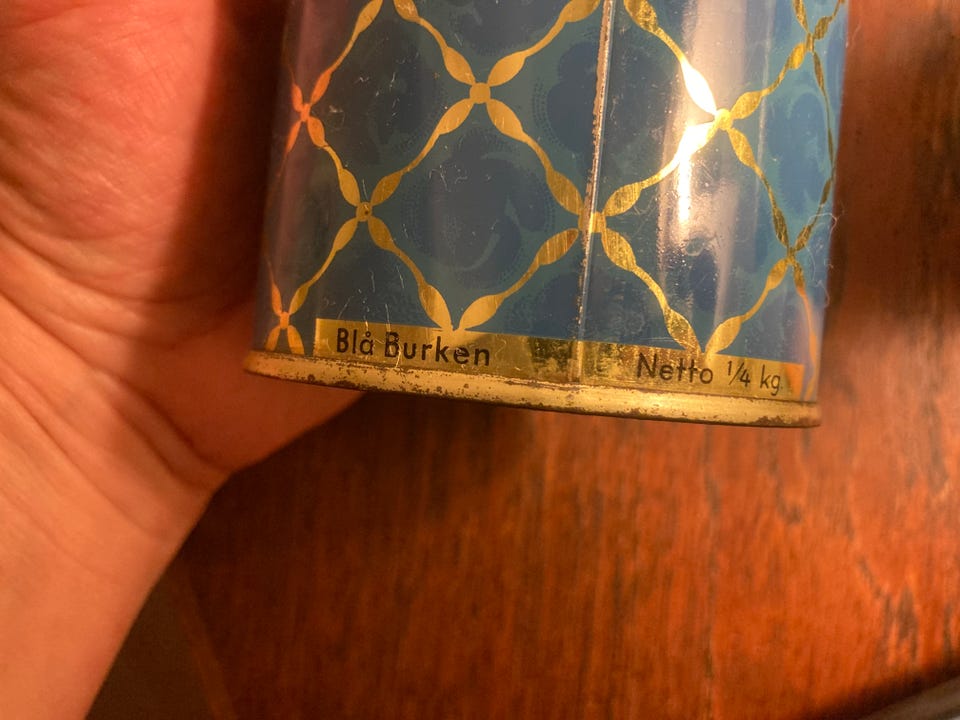 Blå Burken
Netto ¼ kg